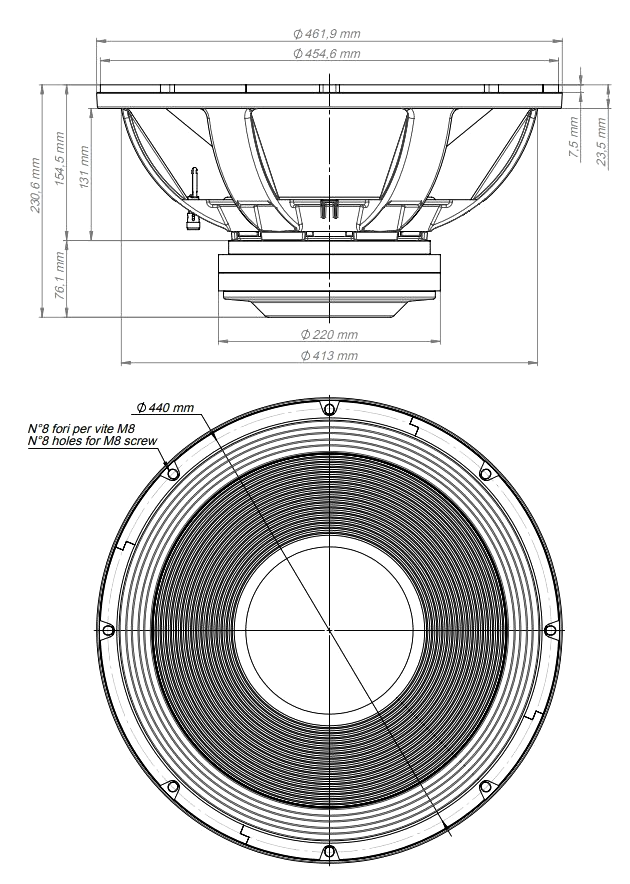 Ø 461,9 mm
Ø 454,6 mm
230,6 mm
154,5 mm
131 mm
76,1 mm
7,5 mm
23,5 mm
Ø 220 mm
Ø 413 mm
Ø 440 mm
N°8 fori per vite M8
N°8 holes for M8 screw